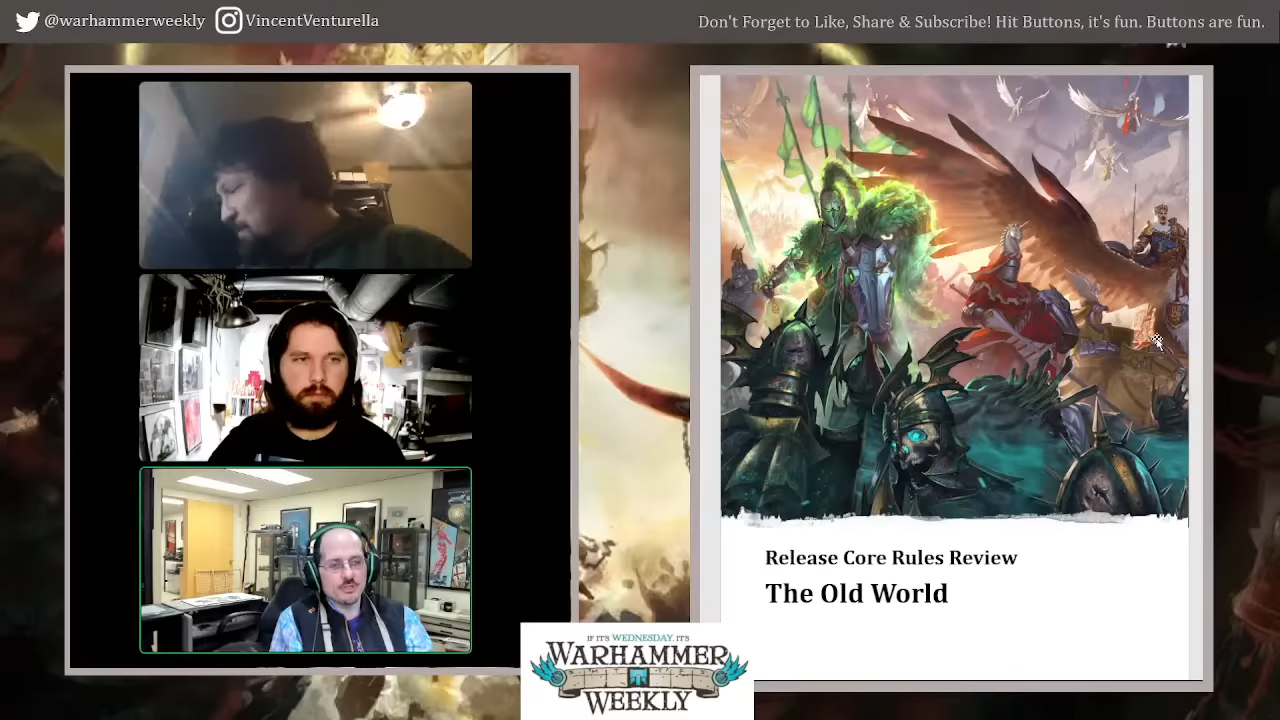 @warhammerweekly VincentVenturella
Don't Forget to Like, Share & Subscribe! Hit Buttons, it's fun. Buttons are fun.
Release Core Rules Review
The Old World
IF IT'S WEDNESDAY, IT'S
WARHAMMER
WEEKLY